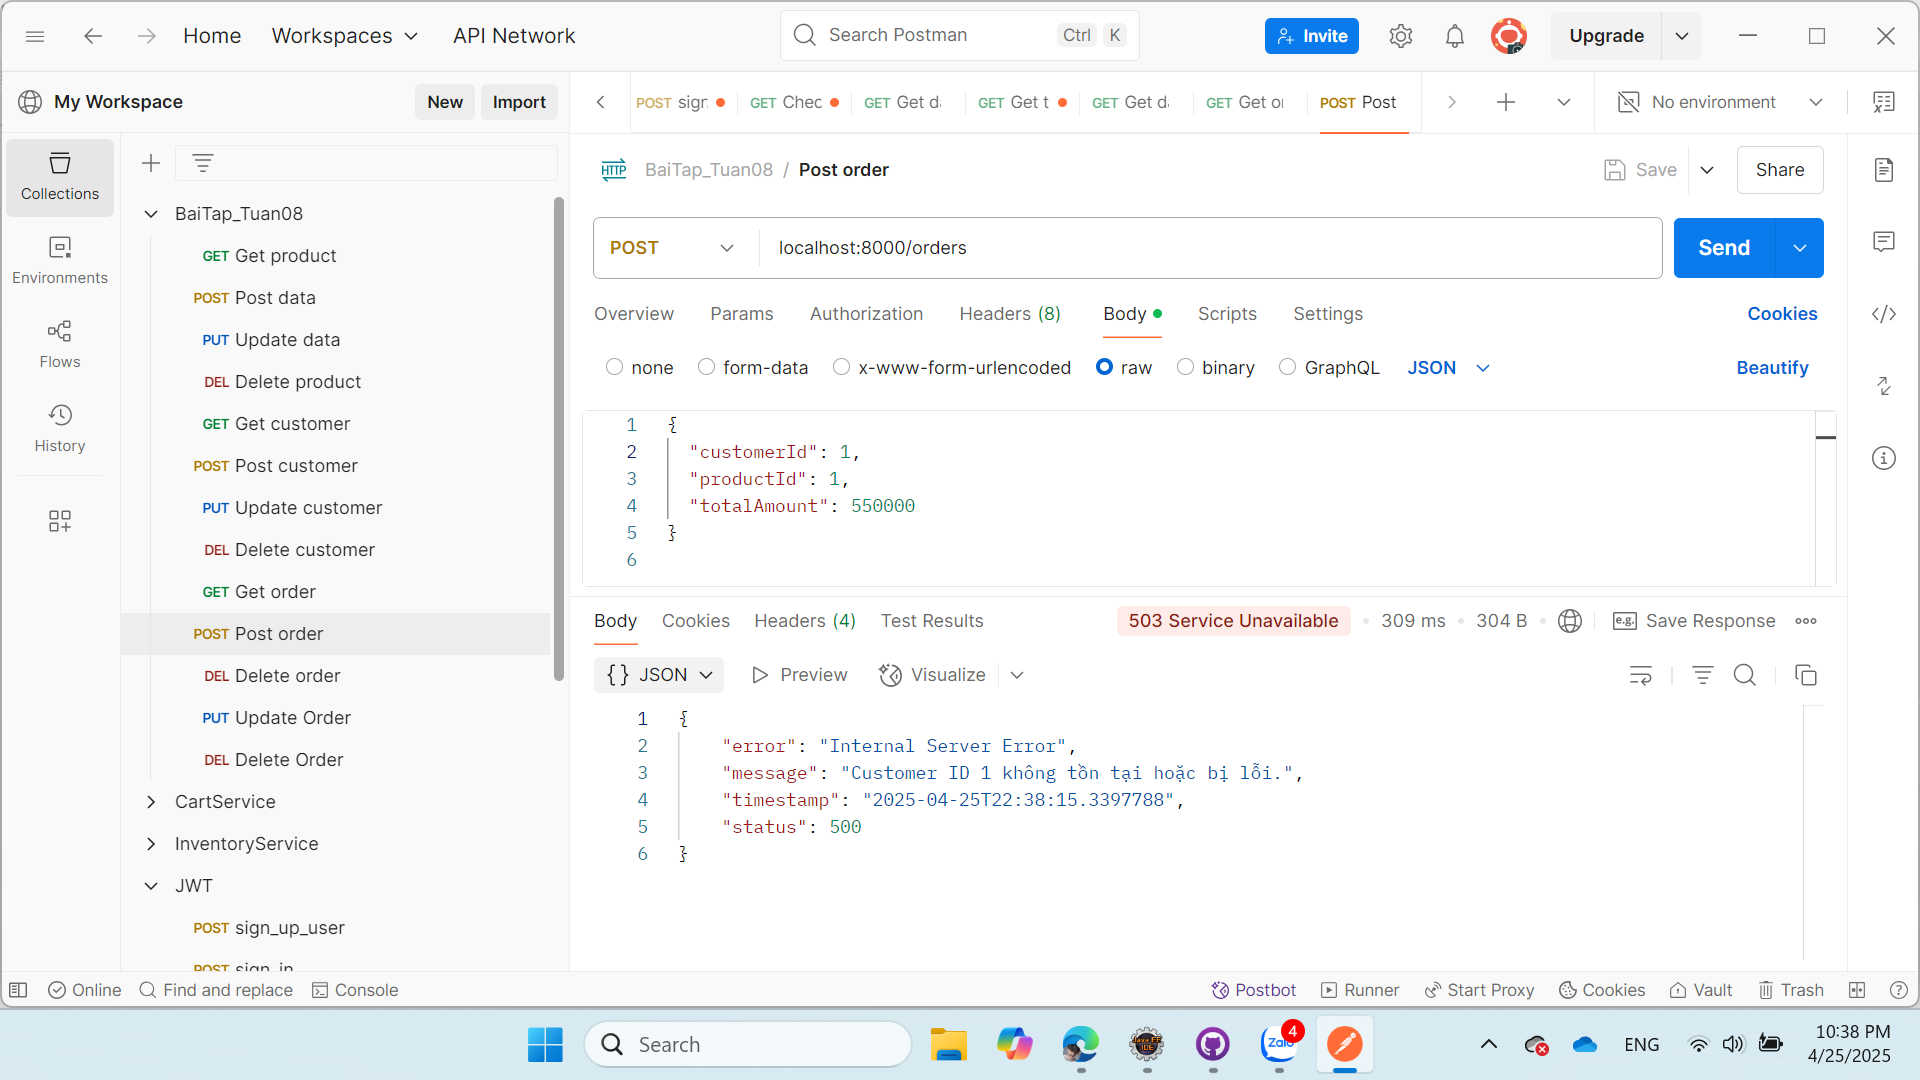 Home
Workspaces
API Network
Search Postman
Ctrl
K
Invite
Upgrade
My Workspace
New
Import
POST sign
GET Chec
GET Get d
GET Get t
GET Get d
GET Get or
POST Post
No environment
Collections
Environments
Flows
History
BaiTap_Tuan08
GET Get product
POST Post data
PUT Update data
DEL Delete product
GET Get customer
POST Post customer
PUT Update customer
DEL Delete customer
GET Get order
POST Post order
DEL Delete order
PUT Update Order
DEL Delete Order
CartService
InventoryService
JWT
POST sign_up_user
POST sign_in
HTTP BaiTap_Tuan08 / Post order
Save
Share
POST
localhost:8000/orders
Send
Overview
Params
Authorization
Headers (8)
Body
Scripts
Settings
Cookies
none
form-data
x-www-form-urlencoded
raw
binary
GraphQL
JSON
Beautify
1 {
2 "customerId": 1,
3 "productId": 1,
4 "totalAmount": 550000
5 }
6
Body
Cookies
Headers (4)
Test Results
503 Service Unavailable
309 ms
304 B
e.g. Save Response
{} JSON
Preview
Visualize
1 {
2 "error": "Internal Server Error",
3 "message": "Customer ID 1 không tồn tại hoặc bị lỗi.",
4 "timestamp": "2025-04-25T22:38:15.3397788",
5 "status": 500
6 }
Online
Find and replace
Console
Postbot
Runner
Start Proxy
Cookies
Vault
Trash
Search
Zalo
4
ENG
10:38 PM
4/25/2025